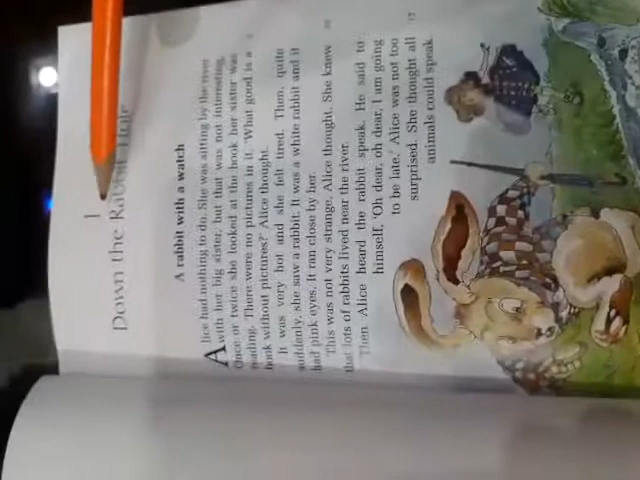 1
Down the Rabbit Hole
A rabbit with a watch
Alice had nothing to do. She was sitting by the river
with her big sister, but that was not interesting.
Once or twice she looked at the book her sister was
reading. There were no pictures in it. 'What good is a
book without pictures?' Alice thought.
It was very hot and she felt tired. Then, quite
suddenly, she saw a rabbit. It was a white rabbit and it
had pink eyes. It ran close by her.
This was not very strange, Alice thought. She knew
that lots of rabbits lived near the river.
Then Alice heard the rabbit speak. He said to
himself, 'Oh dear, oh dear, I am going
to be late.' Alice was not too
surprised. She thought all
animals could speak.